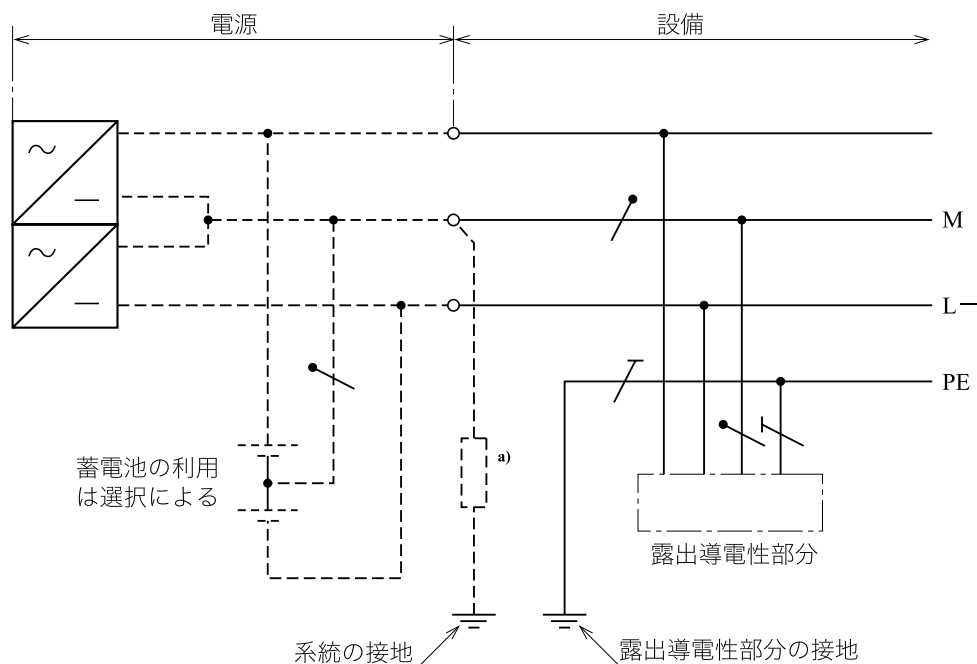 電源
設備
M
L—
PE
a)
蓄電池の利用
は選択による
露出導電性部分
系統の接地
露出導電性部分の接地